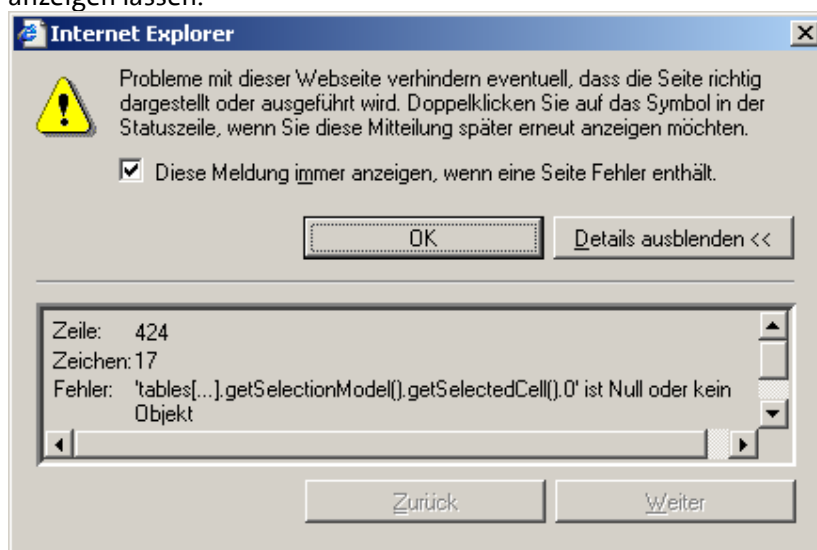 anzeigen lassen.
Internet Explorer
Probleme mit dieser Webseite verhindern eventuell, dass die Seite richtig
dargestellt oder ausgeführt wird. Doppelklicken Sie auf das Symbol in der
Statuszeile, wenn Sie diese Mitteilung später erneut anzeigen möchten.
Diese Meldung immer anzeigen, wenn eine Seite Fehler enthält.
OK
Details ausblenden <<
Zeile: 424
Zeichen: 17
Fehler: 'tables[...].getSelectionModel().getSelectedCell().0' ist Null oder kein
Objekt
Zurück
Weiter